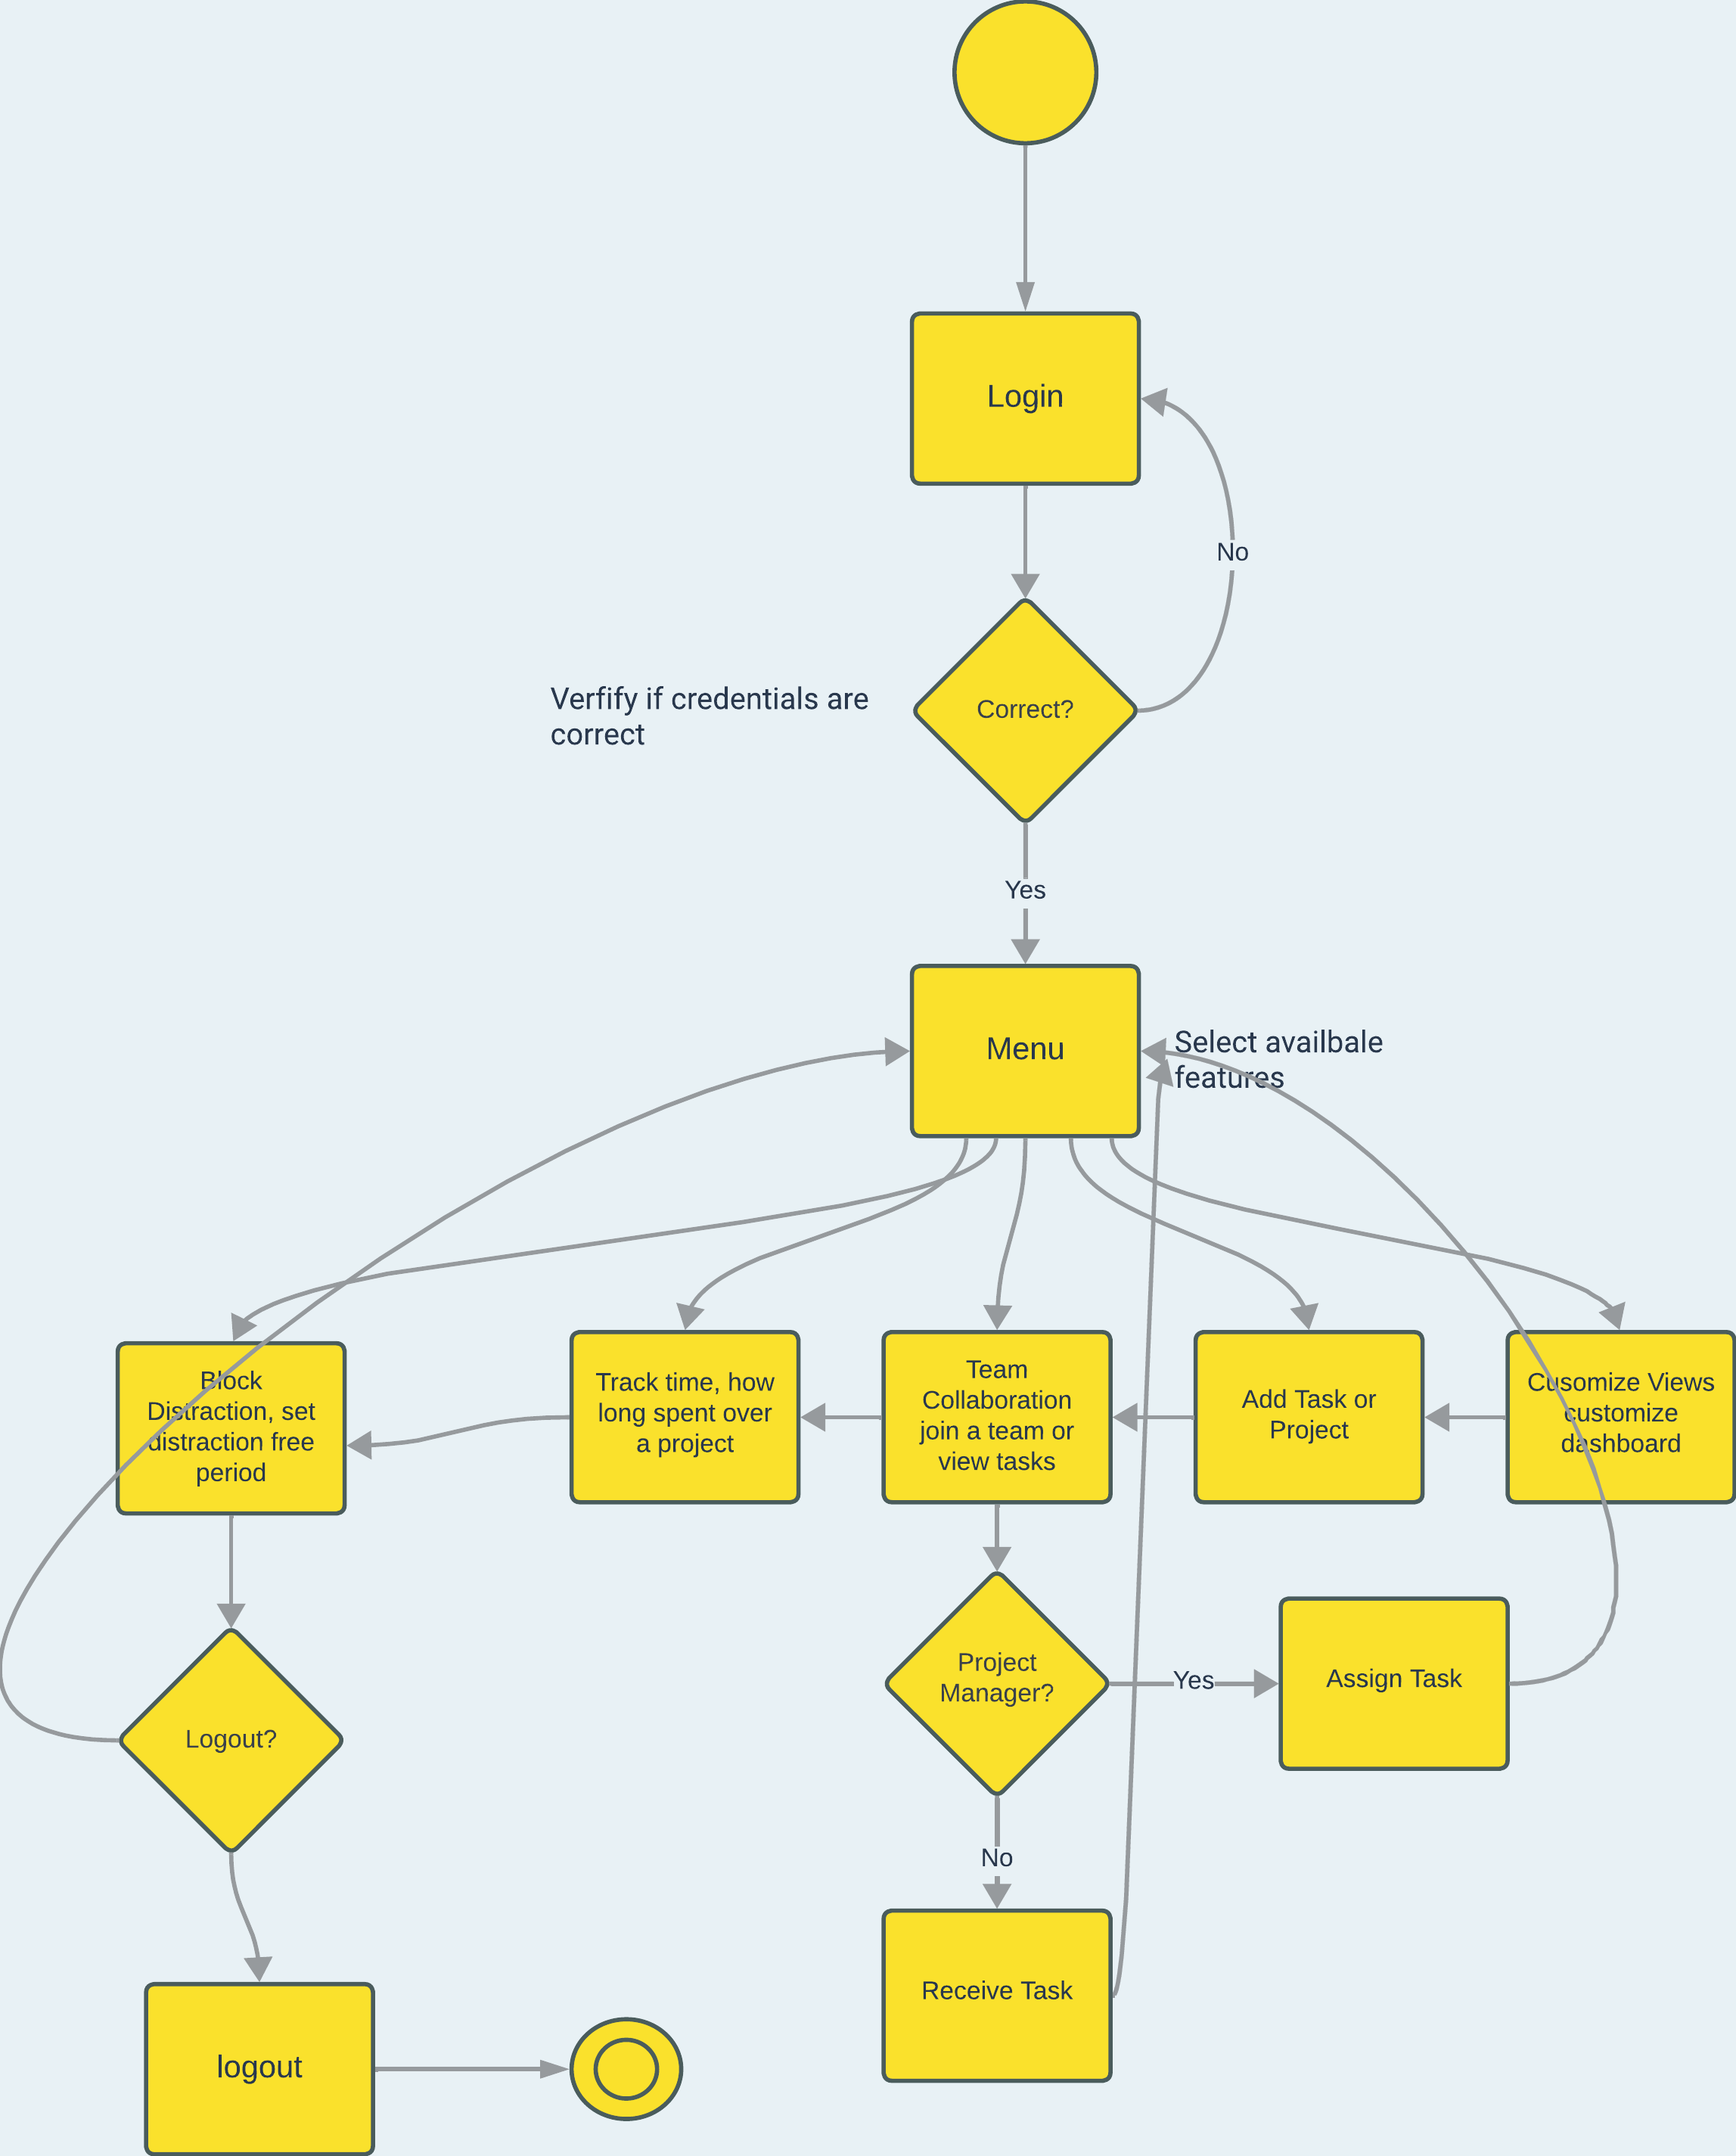 Login
No
Verfify if credentials are
correct
Correct?
Yes
Menu
Select availbale
features
Block
Distraction, set
distraction free
period
Track time, how
long spent over
a project
Team
Collaboration
join a team or
view tasks
Add Task or
Project
Cusomize Views
customize
dashboard
Project
Manager?
Yes
Assign Task
Logout?
No
Receive Task
logout